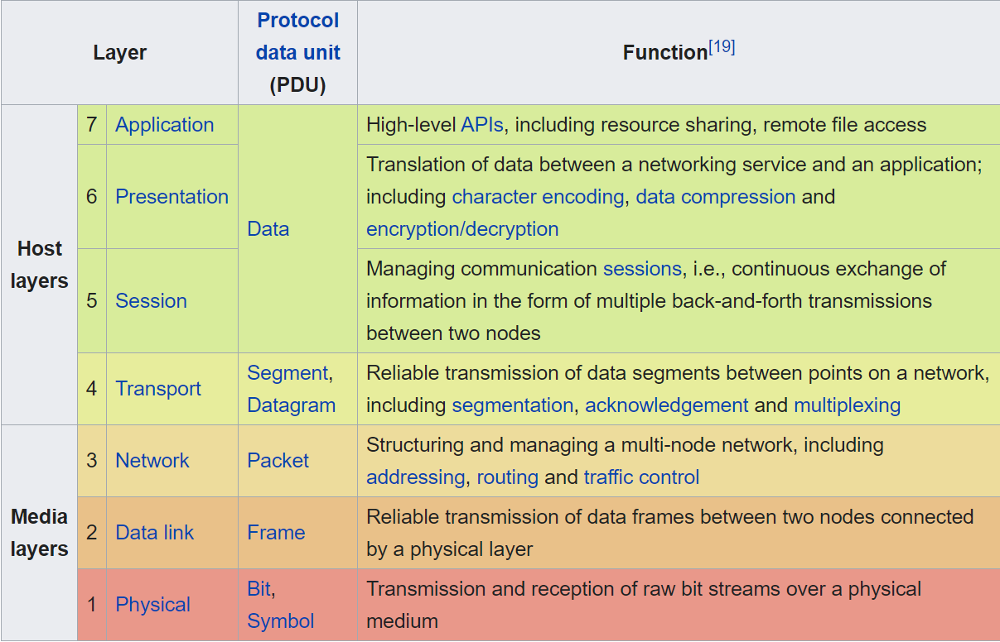 Layer
Protocol
data unit
(PDU)
Function[19]
Host
layers
7 Application
Data
High-level APIs, including resource sharing, remote file access
6 Presentation
Translation of data between a networking service and an application;
including character encoding, data compression and
encryption/decryption
5 Session
Managing communication sessions, i.e., continuous exchange of
information in the form of multiple back-and-forth transmissions
between two nodes
4 Transport
Segment,
Datagram
Reliable transmission of data segments between points on a network,
including segmentation, acknowledgement and multiplexing
Media
layers
3 Network
Packet
Structuring and managing a multi-node network, including
addressing, routing and traffic control
2 Data link
Frame
Reliable transmission of data frames between two nodes connected
by a physical layer
1 Physical
Bit,
Symbol
Transmission and reception of raw bit streams over a physical
medium